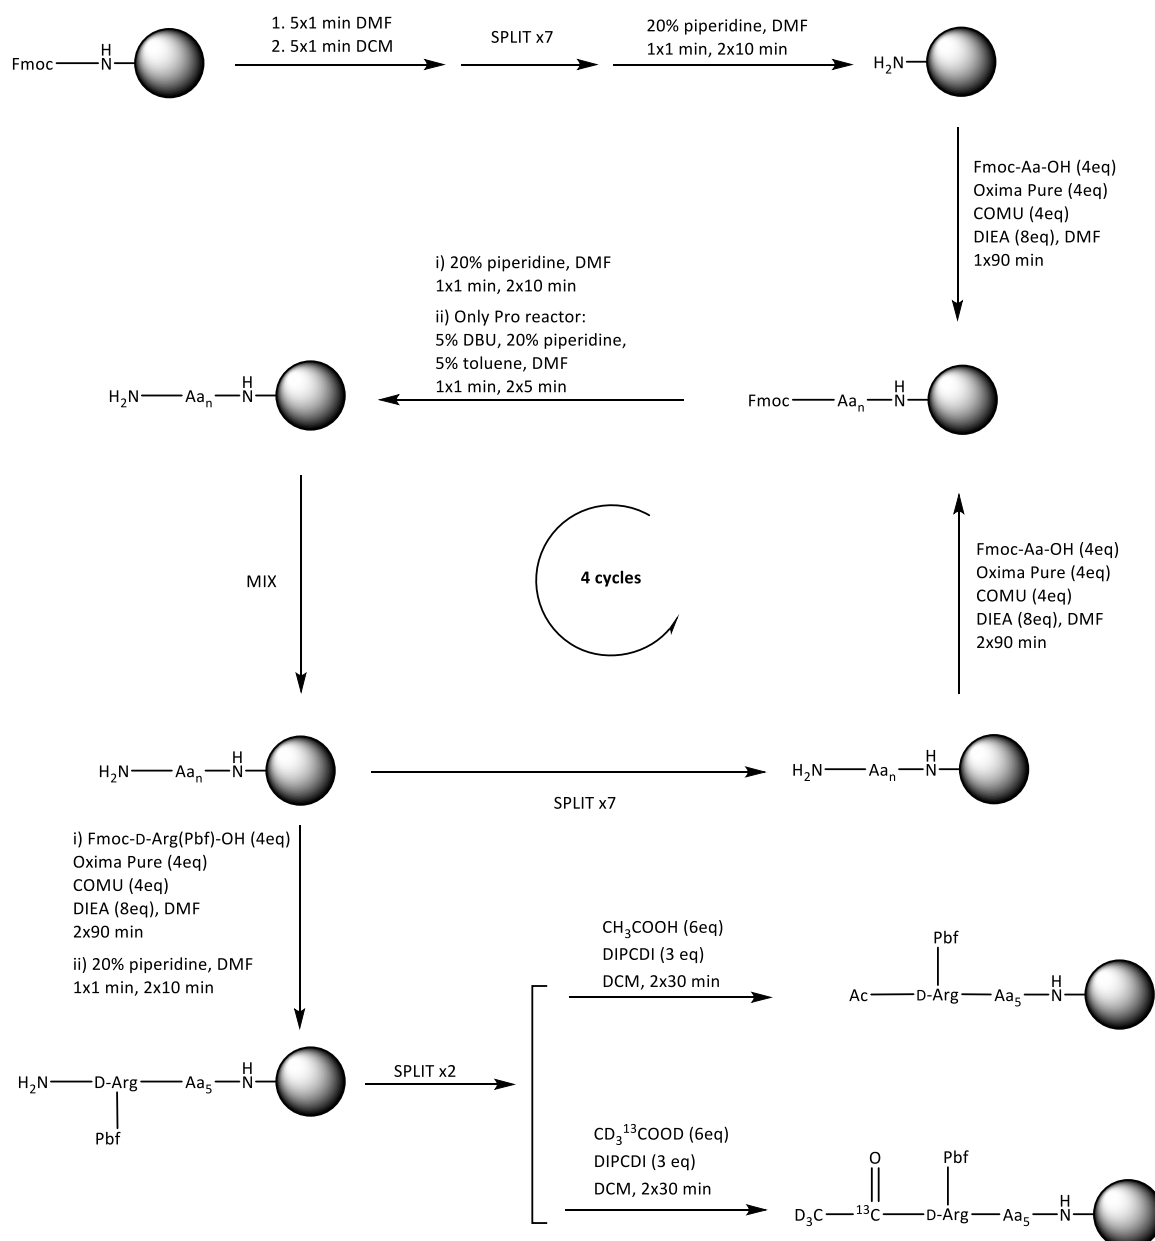 1. 5x1 min DMF
2. 5x1 min DCM
SPLIT x7
20% piperidine, DMF
1x1 min, 2x10 min
Fmoc
H
N
H₂N
Fmoc-Aa-OH (4eq)
Oxima Pure (4eq)
COMU (4eq)
DIEA (8eq), DMF
1x90 min
i) 20% piperidine, DMF
1x1 min, 2x10 min
ii) Only Pro reactor:
5% DBU, 20% piperidine,
5% toluene, DMF
1x1 min, 2x5 min
H₂N Aaₙ H
N
Fmoc Aaₙ H
N
MIX
4 cycles
Fmoc-Aa-OH (4eq)
Oxima Pure (4eq)
COMU (4eq)
DIEA (8eq), DMF
2x90 min
H₂N Aaₙ H
N
SPLIT x7
H₂N Aaₙ H
N
i) Fmoc-D-Arg(Pbf)-OH (4eq)
Oxima Pure (4eq)
COMU (4eq)
DIEA (8eq), DMF
2x90 min
ii) 20% piperidine, DMF
1x1 min, 2x10 min
H₂N D-Arg Aa₅ H
N
Pbf
SPLIT x2
CH₃COOH (6eq)
DIPCDI (3 eq)
DCM, 2x30 min
Pbf
Ac D-Arg Aa₅ H
N
CD₃¹³COOD (6eq)
DIPCDI (3 eq)
DCM, 2x30 min
O Pbf
D₃C ¹³C D-Arg Aa₅ H
N